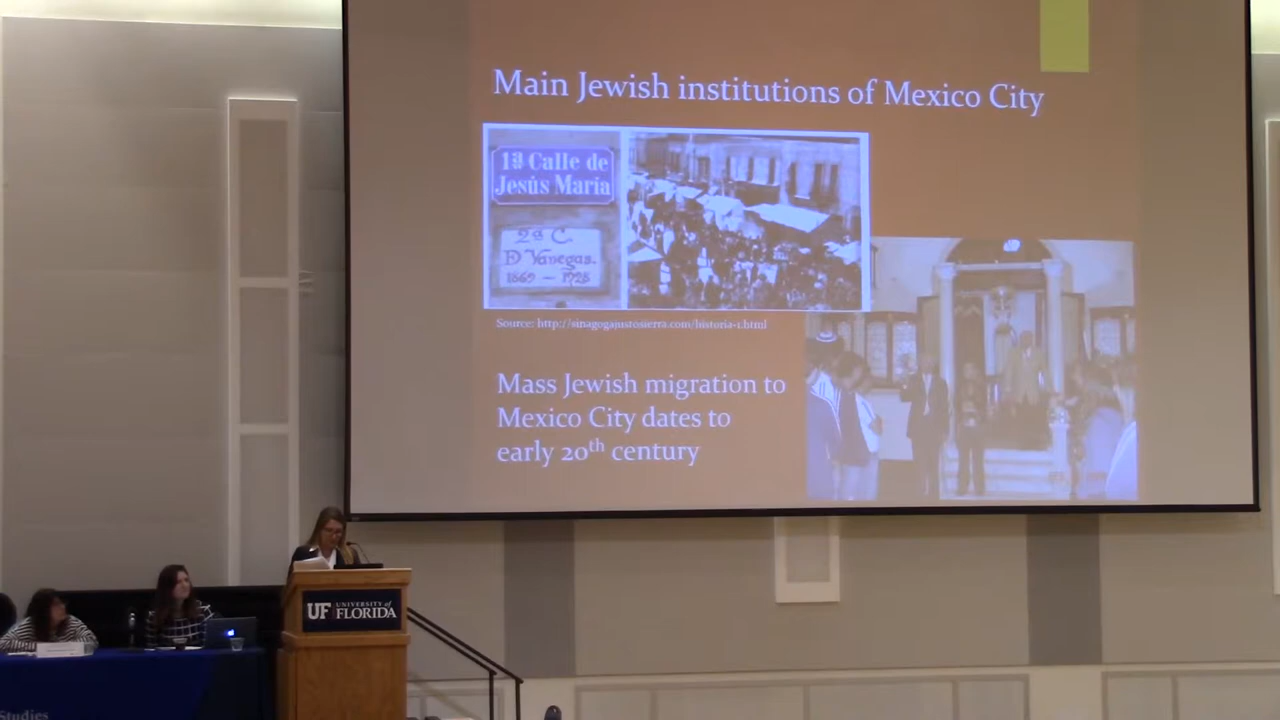 Main Jewish institutions of Mexico City
1ª Calle de
Jesús María
2ª C.
D Vanegas.
1869 — 1928
Source: http://sinagogajustosierra.com/historia-1.html
Mass Jewish migration to
Mexico City dates to
early 20th century
UF UNIVERSITY of
FLORIDA
Studies